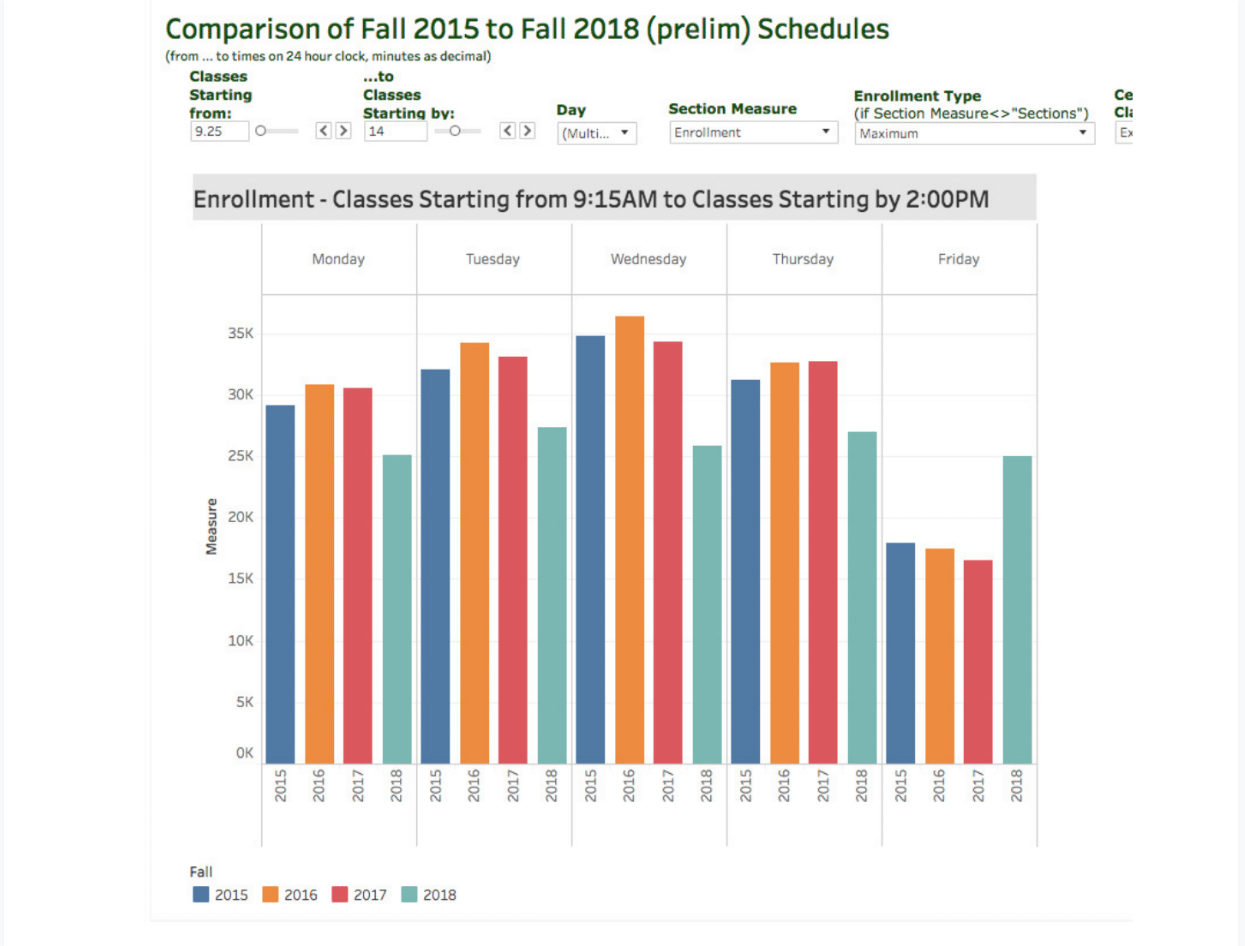 Comparison of Fall 2015 to Fall 2018 (prelim) Schedules
(from ... to times on 24 hour clock, minutes as decimal)
Classes Starting from:
9.25
...to Classes Starting by:
14
Day
(Multi...
Section Measure
Enrollment
Enrollment Type
(if Section Measure<>"Sections")
Maximum
Ce
Cla
Ex
Enrollment - Classes Starting from 9:15AM to Classes Starting by 2:00PM
Monday Tuesday Wednesday Thursday Friday
35K
30K
25K
20K
15K
10K
5K
0K
Measure
2015 2016 2017 2018 2015 2016 2017 2018 2015 2016 2017 2018 2015 2016 2017 2018 2015 2016 2017 2018
Fall
2015 2016 2017 2018